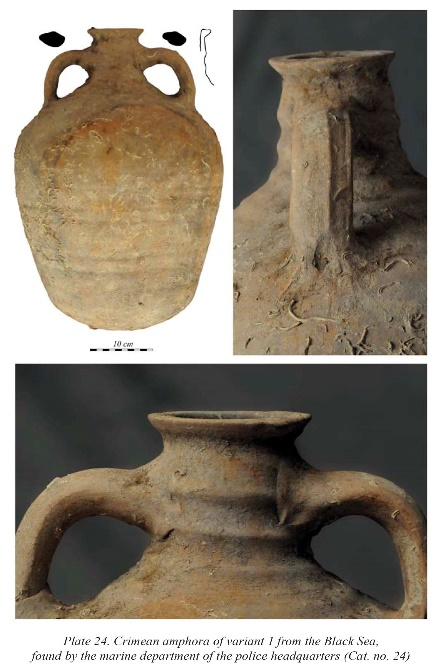 10 cm
Plate 24. Crimean amphora of variant 1 from the Black Sea,
found by the marine department of the police headquarters (Cat. no. 24)